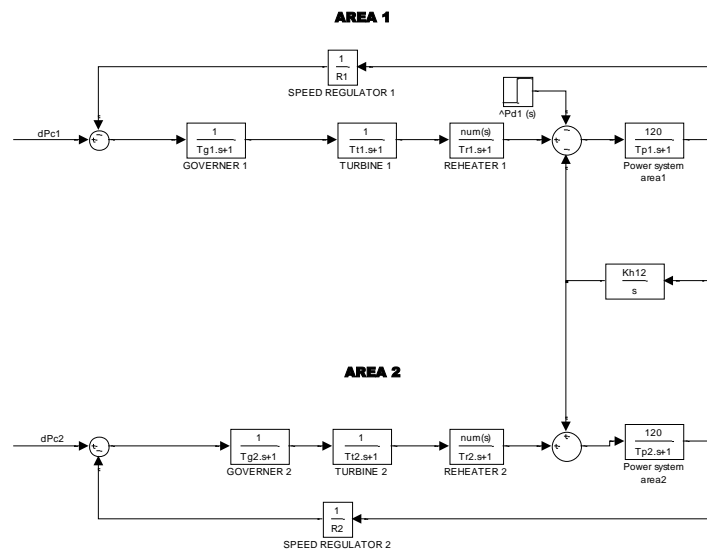 AREA 1
1
R1
SPEED REGULATOR 1
^Pd1 (s)
dPc1
1
Tg1.s+1
GOVERNER 1
1
Tt1.s+1
TURBINE 1
num(s)
Tr1.s+1
REHEATER 1
120
Tp1.s+1
Power system
area1
Kh12
s
AREA 2
dPc2
1
Tg2.s+1
GOVERNER 2
1
Tt2.s+1
TURBINE 2
num(s)
Tr2.s+1
REHEATER 2
120
Tp2.s+1
Power system
area2
1
R2
SPEED REGULATOR 2